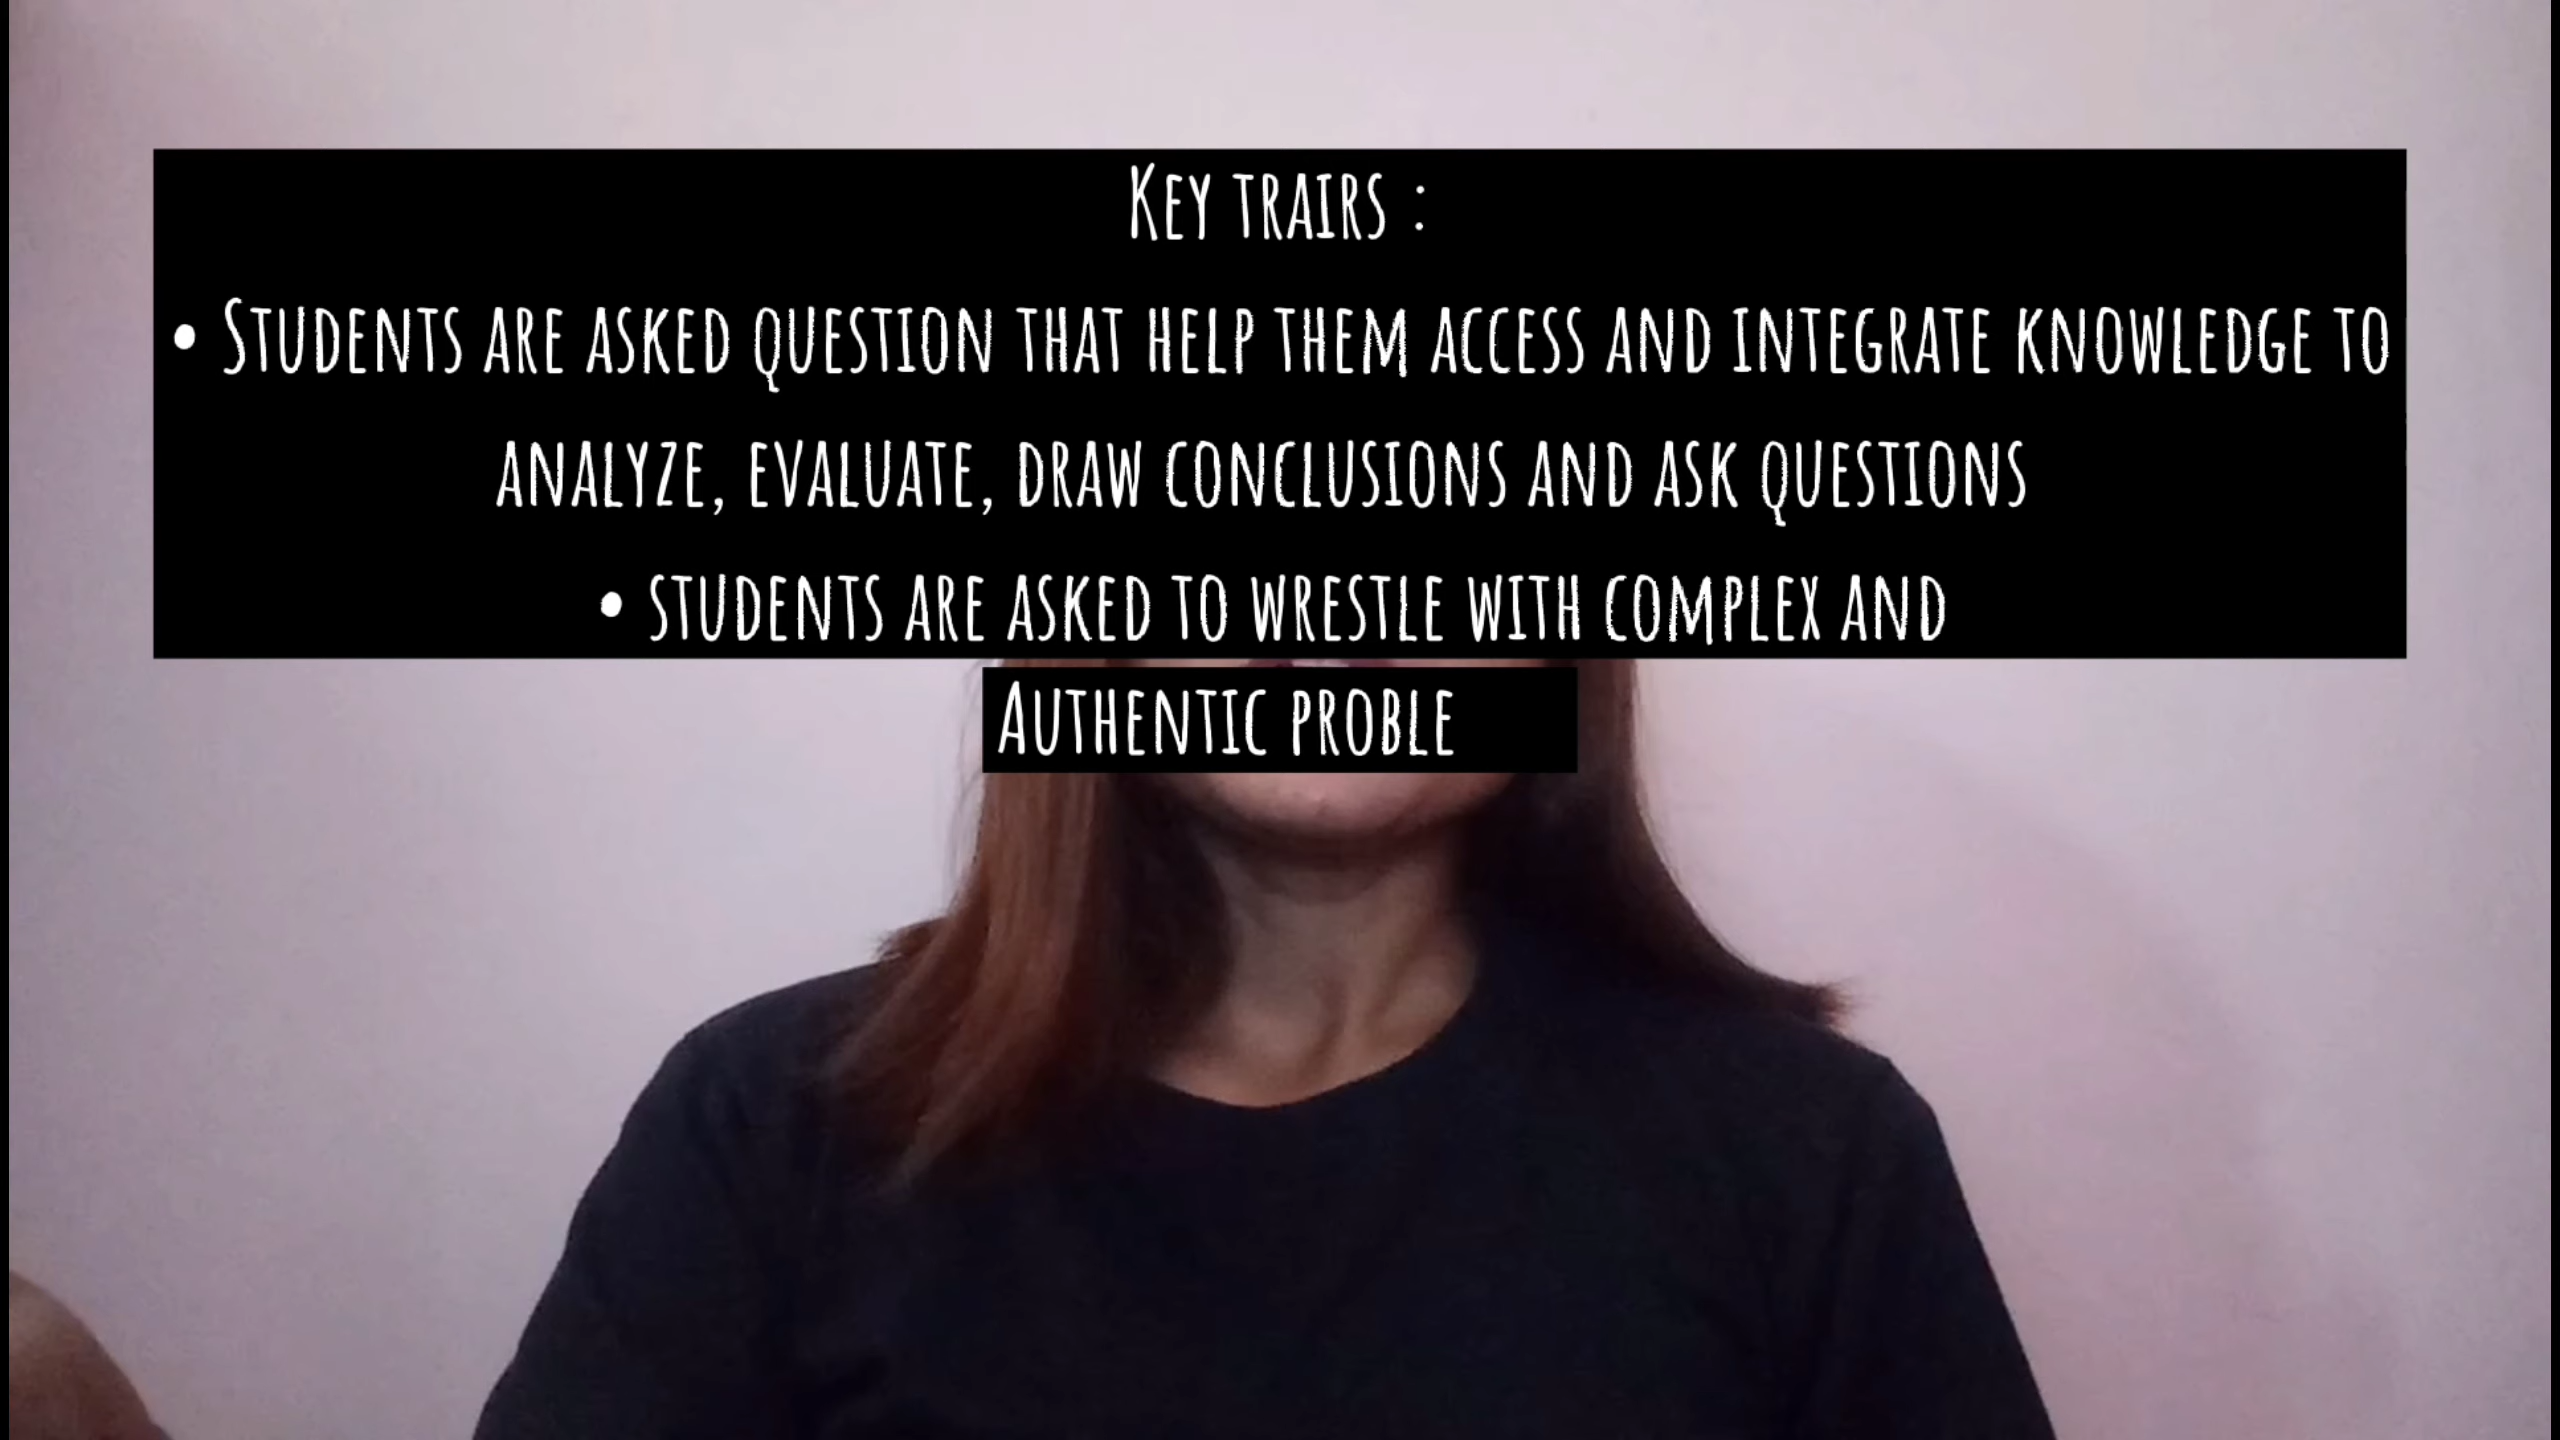 Key trairs :
• Students are asked question that help them access and integrate knowledge to
analyze, evaluate, draw conclusions and ask questions
• students are asked to wrestle with complex and
Authentic proble